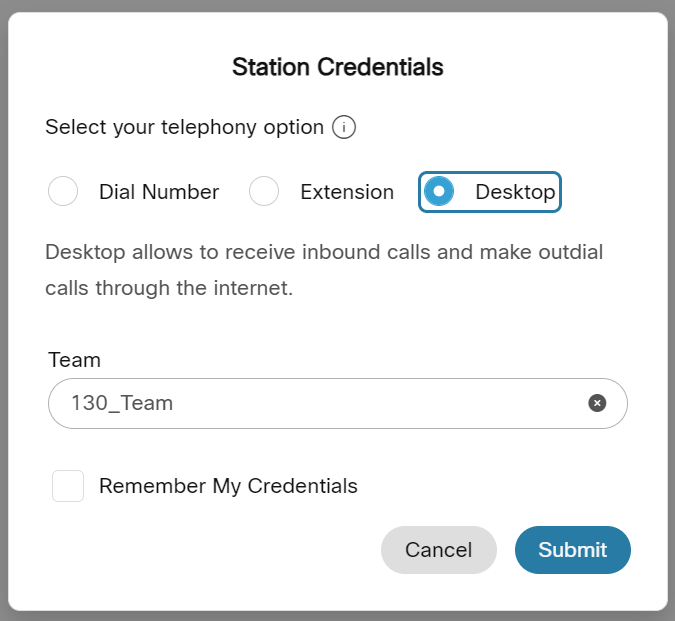 Station Credentials
Select your telephony option
Dial Number Extension Desktop
Desktop allows to receive inbound calls and make outdial
calls through the internet.
Team
130_Team
Remember My Credentials
Cancel Submit